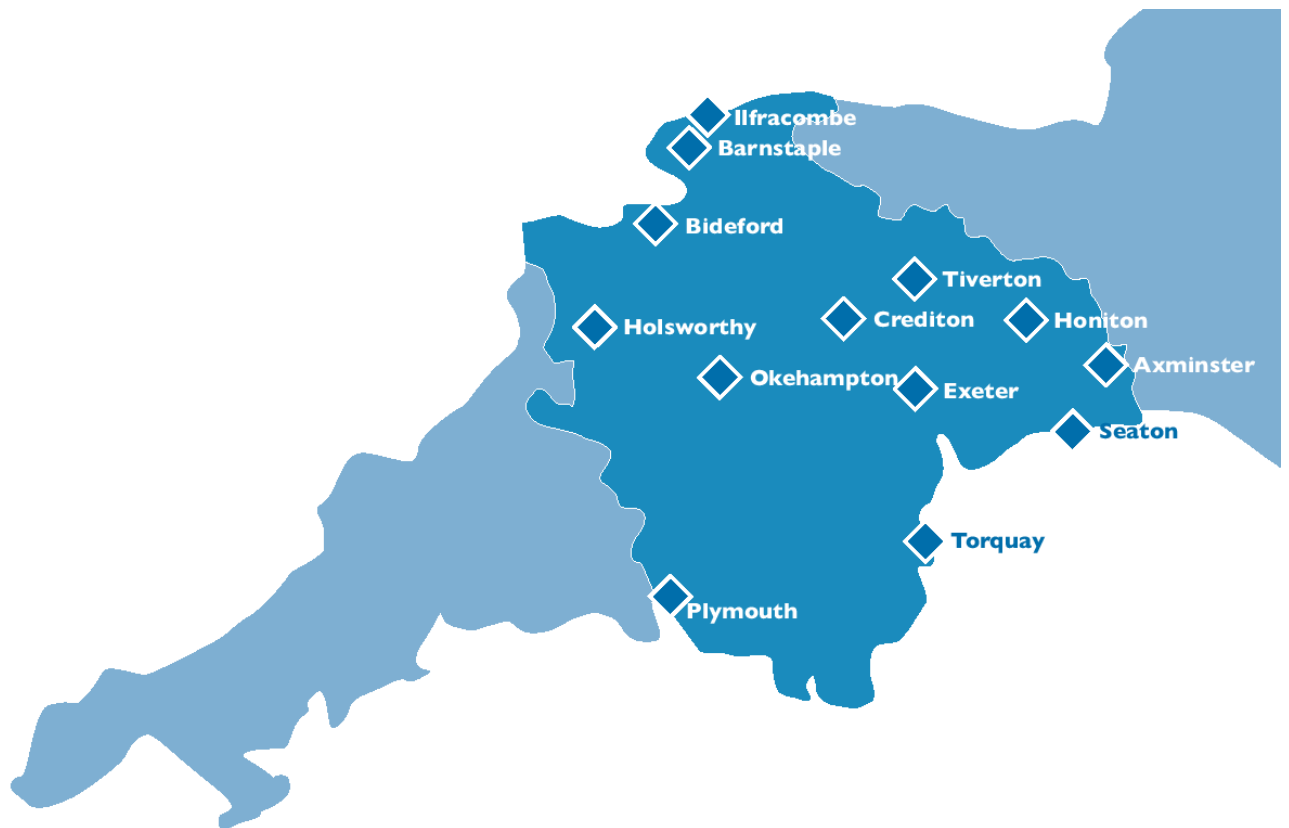 Ilfracombe
Barnstaple
Bideford
Tiverton
Crediton
Honiton
Holsworthy
Axminster
Okehampton
Exeter
Seaton
Torquay
Plymouth